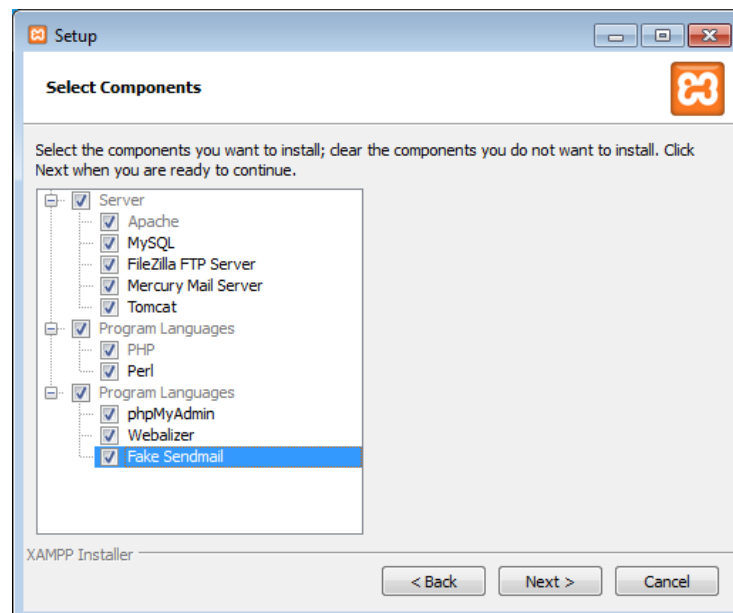 Setup
Select Components
Select the components you want to install; clear the components you do not want to install. Click
Next when you are ready to continue.
Server
Apache
MySQL
FileZilla FTP Server
Mercury Mail Server
Tomcat
Program Languages
PHP
Perl
Program Languages
phpMyAdmin
Webalizer
Fake Sendmail
XAMPP Installer
< Back Next > Cancel